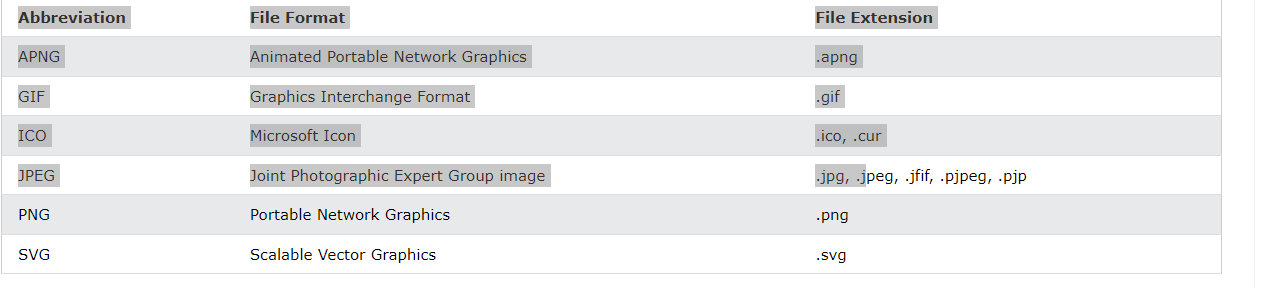 Abbreviation File Format File Extension
APNG Animated Portable Network Graphics .apng
GIF Graphics Interchange Format .gif
ICO Microsoft Icon .ico, .cur
JPEG Joint Photographic Expert Group image .jpg, .jpeg, .jfif, .pjpeg, .pjp
PNG Portable Network Graphics .png
SVG Scalable Vector Graphics .svg